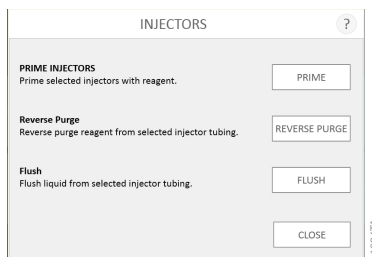 INJECTORS
?
PRIME INJECTORS
Prime selected injectors with reagent.
PRIME
Reverse Purge
Reverse purge reagent from selected injector tubing.
REVERSE PURGE
Flush
Flush liquid from selected injector tubing.
FLUSH
CLOSE